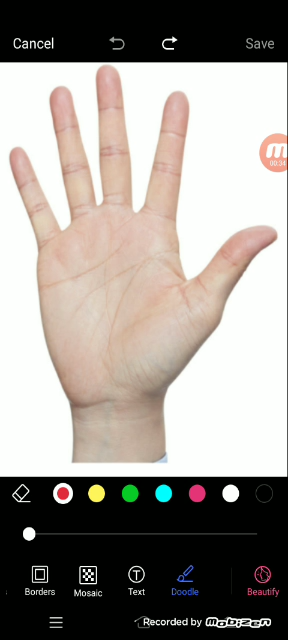 Cancel
Save
00:34
Borders
Mosaic
Text
Doodle
Beautify
Recorded by mobizen